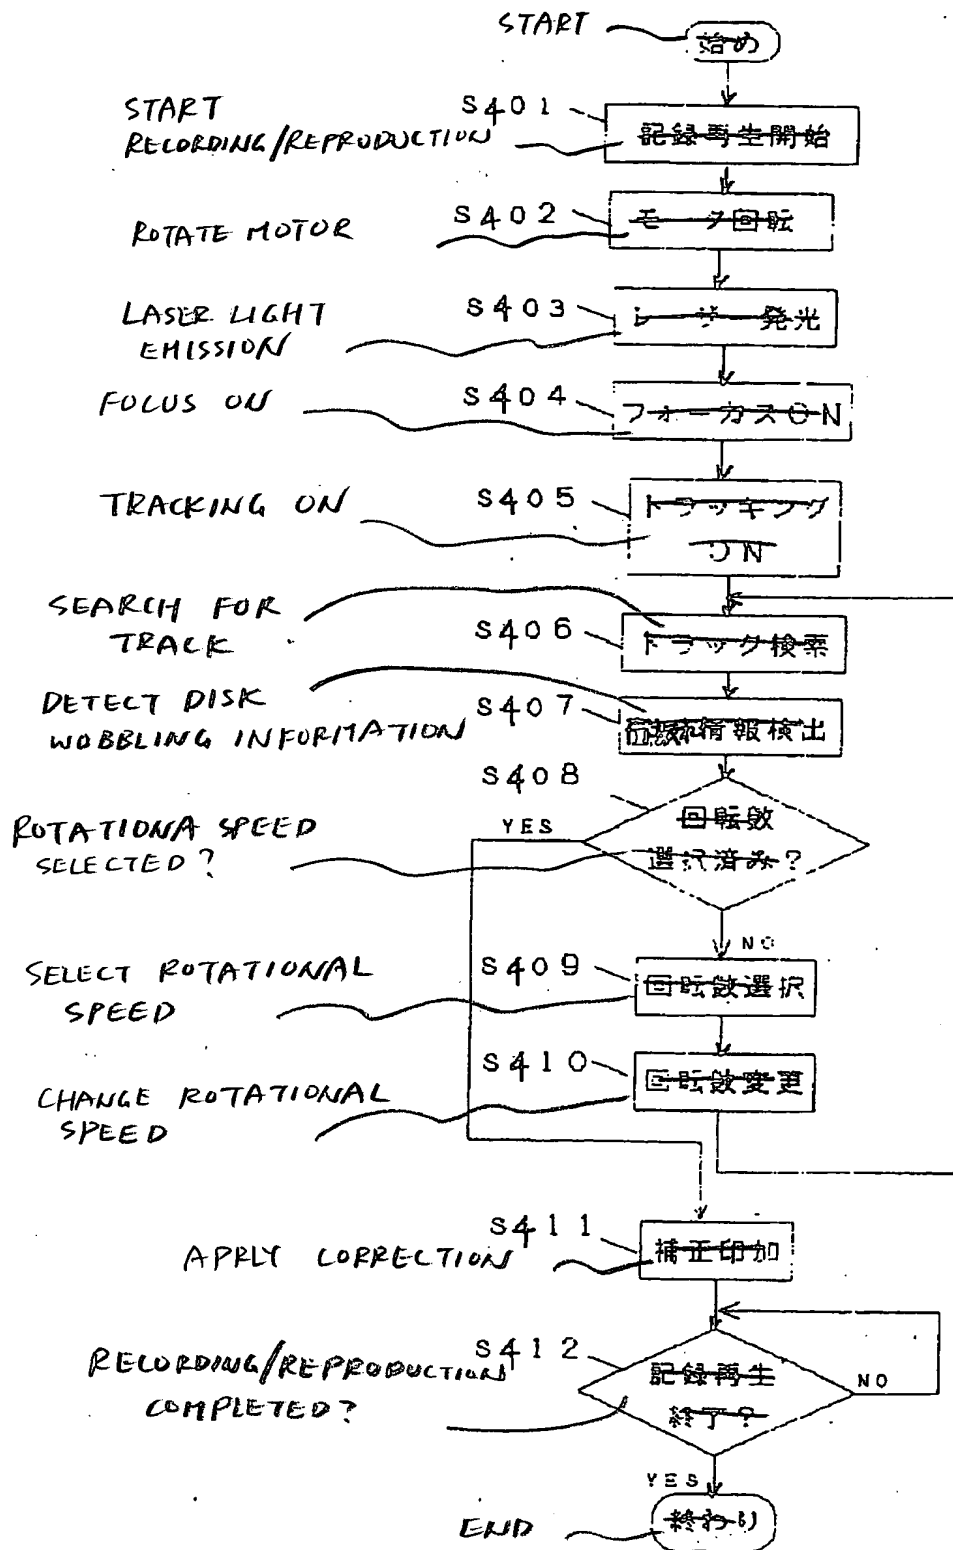 START
始め
START
RECORDING/REPRODUCTION
S401
記録再生開始
ROTATE MOTOR
S402
モータ回転
LASER LIGHT
EMISSION
S403
レーザー発光
FOCUS ON
S404
フォーカスON
TRACKING ON
S405
トラッキング
ON
SEARCH FOR
TRACK
S406
トラック検索
DETECT DISK
WOBBLING INFORMATION
S407
情報検出
S408
ROTATIONA SPEED
SELECTED?
YES
回転数
選択済み?
NO
SELECT ROTATIONAL
SPEED
S409
回転数選択
CHANGE ROTATIONAL
SPEED
S410
回転数変更
APPLY CORRECTION
S411
補正印加
RECORDING/REPRODUCTION
COMPLETED?
S412
記録再生
終了?
NO
YES
END
終わり